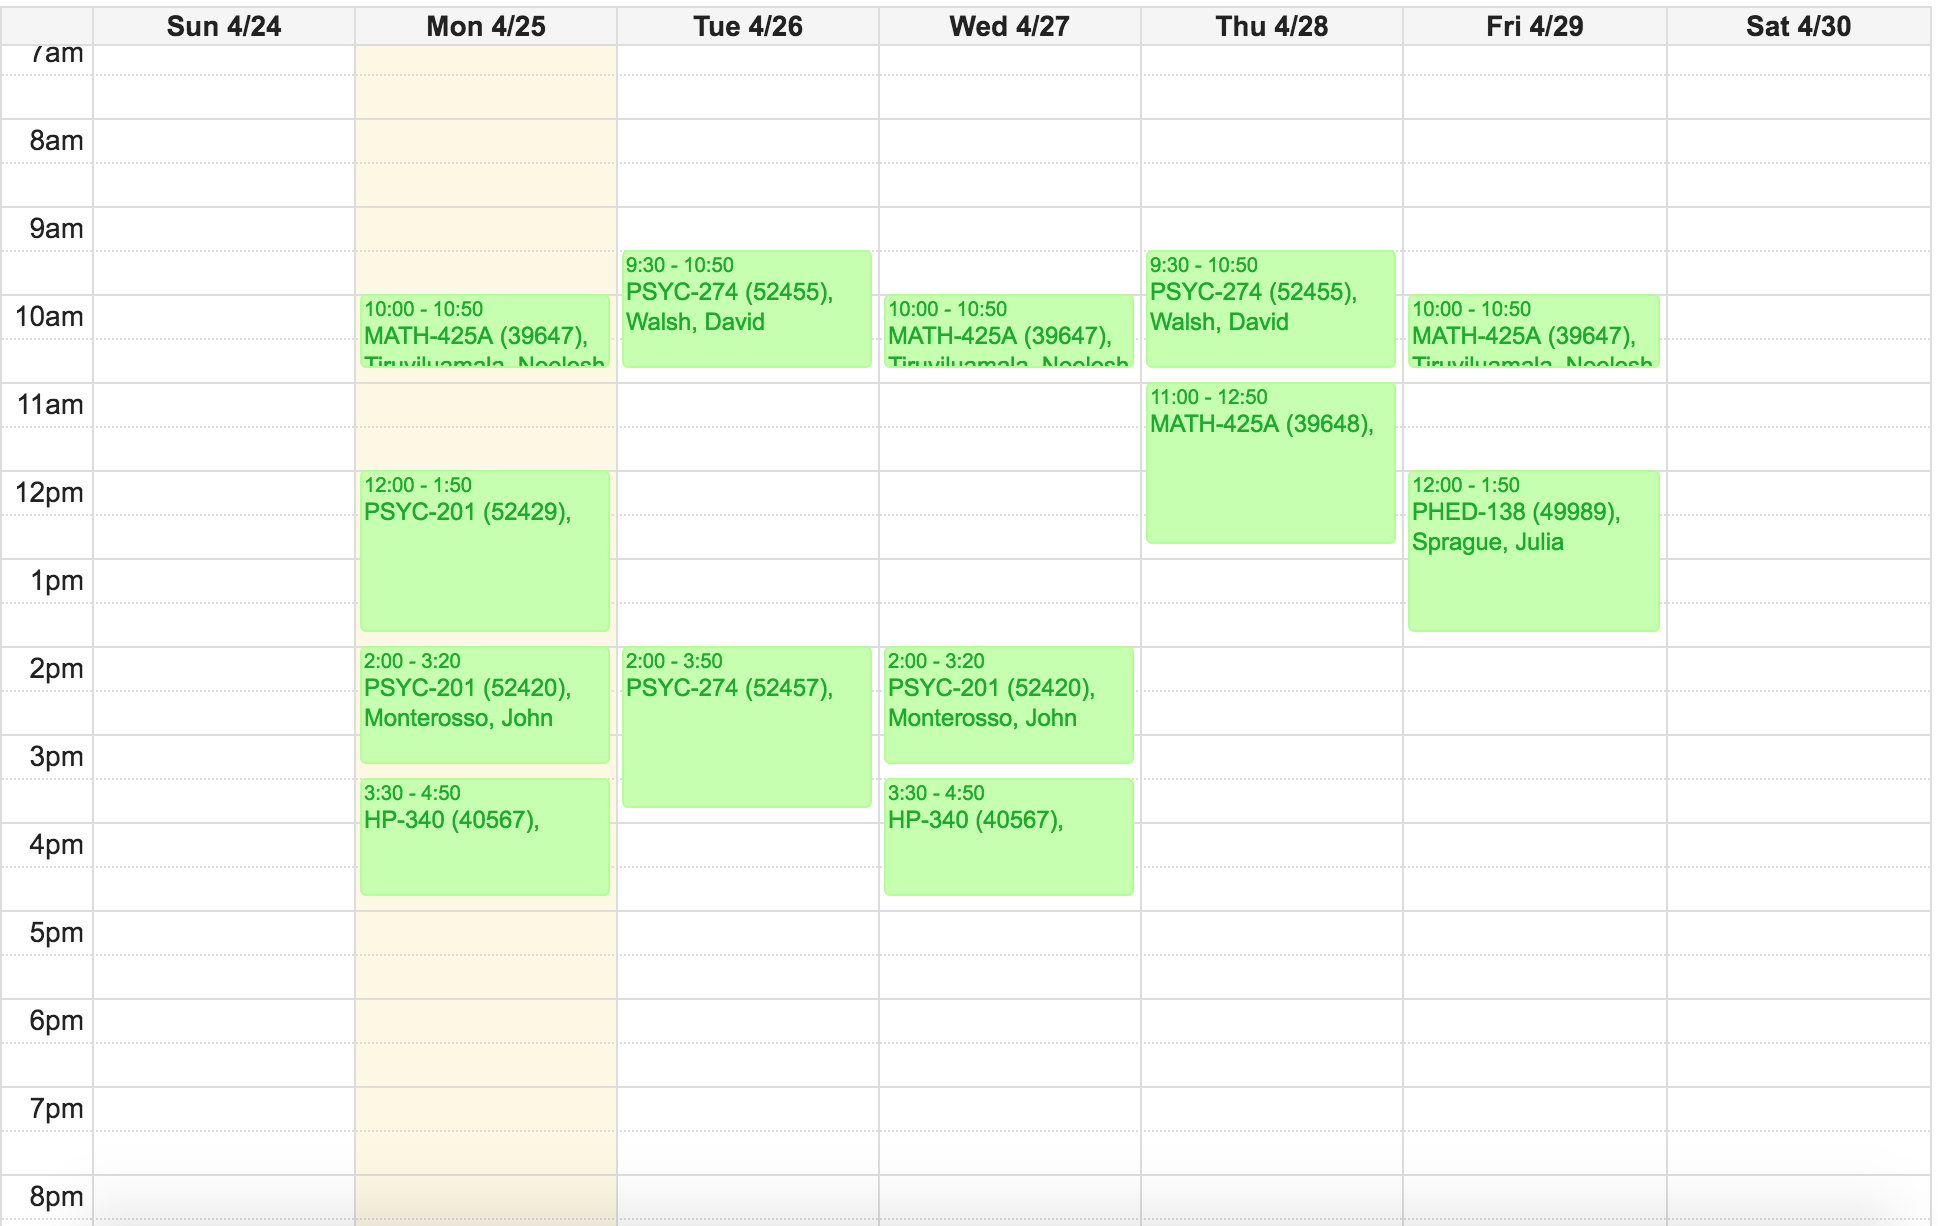 Sun 4/24
Mon 4/25
Tue 4/26
Wed 4/27
Thu 4/28
Fri 4/29
Sat 4/30
7am
8am
9am
10am
11am
12pm
1pm
2pm
3pm
4pm
5pm
6pm
7pm
8pm
10:00 - 10:50
MATH-425A (39647),
Tiruviluamala, Neelesh
12:00 - 1:50
PSYC-201 (52429),
2:00 - 3:20
PSYC-201 (52420),
Monterosso, John
3:30 - 4:50
HP-340 (40567),
9:30 - 10:50
PSYC-274 (52455),
Walsh, David
2:00 - 3:50
PSYC-274 (52457),
10:00 - 10:50
MATH-425A (39647),
Tiruviluamala, Neelesh
2:00 - 3:20
PSYC-201 (52420),
Monterosso, John
3:30 - 4:50
HP-340 (40567),
9:30 - 10:50
PSYC-274 (52455),
Walsh, David
11:00 - 12:50
MATH-425A (39648),
10:00 - 10:50
MATH-425A (39647),
Tiruviluamala, Neelesh
12:00 - 1:50
PHED-138 (49989),
Sprague, Julia